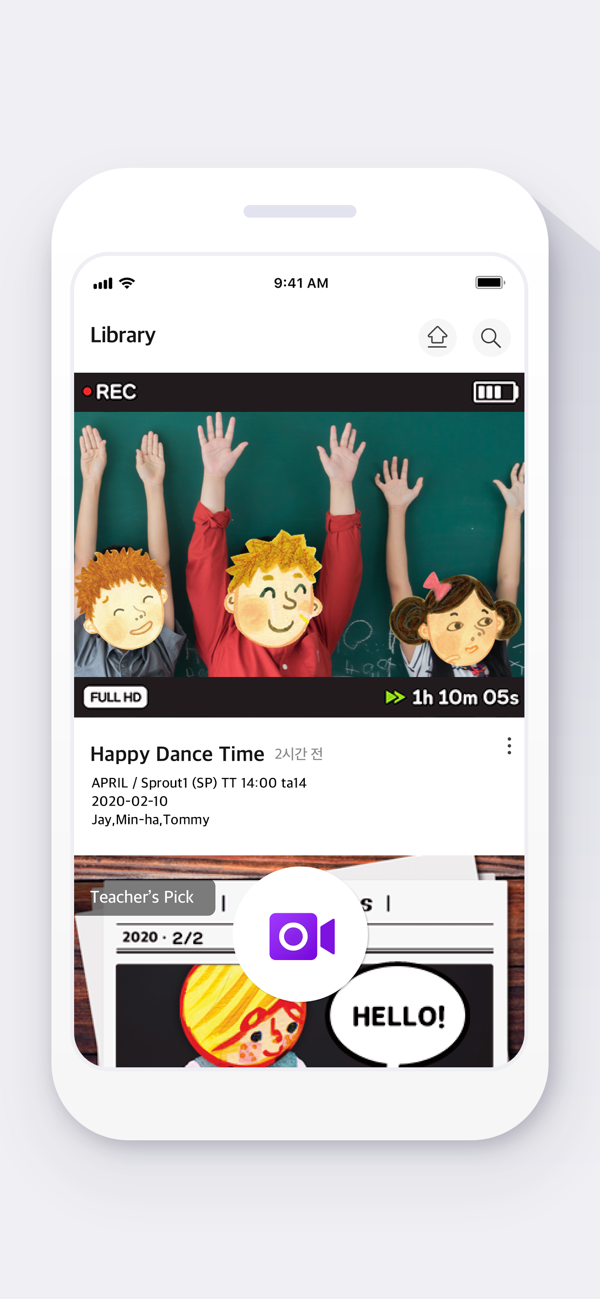 9:41 AM
Library
REC
FULL HD
1h 10m 05s
Happy Dance Time 2시간 전
APRIL / Sprout1 (SP) TT 14:00 ta14
2020-02-10
Jay,Min-ha,Tommy
Teacher's Pick
2020 · 2/2
HELLO!